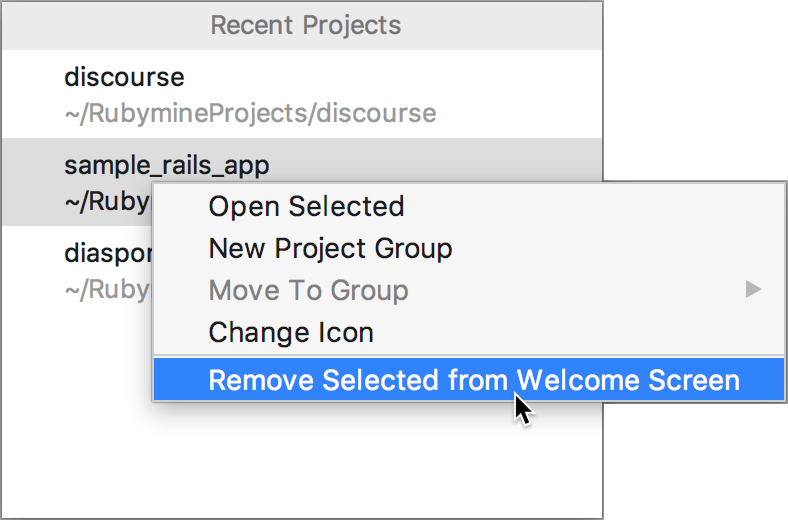 Recent Projects
discourse
~/RubymineProjects/discourse
sample_rails_app
~/Ruby
Open Selected
New Project Group
diaspor
Move To Group
~/Ruby
Change Icon
Remove Selected from Welcome Screen